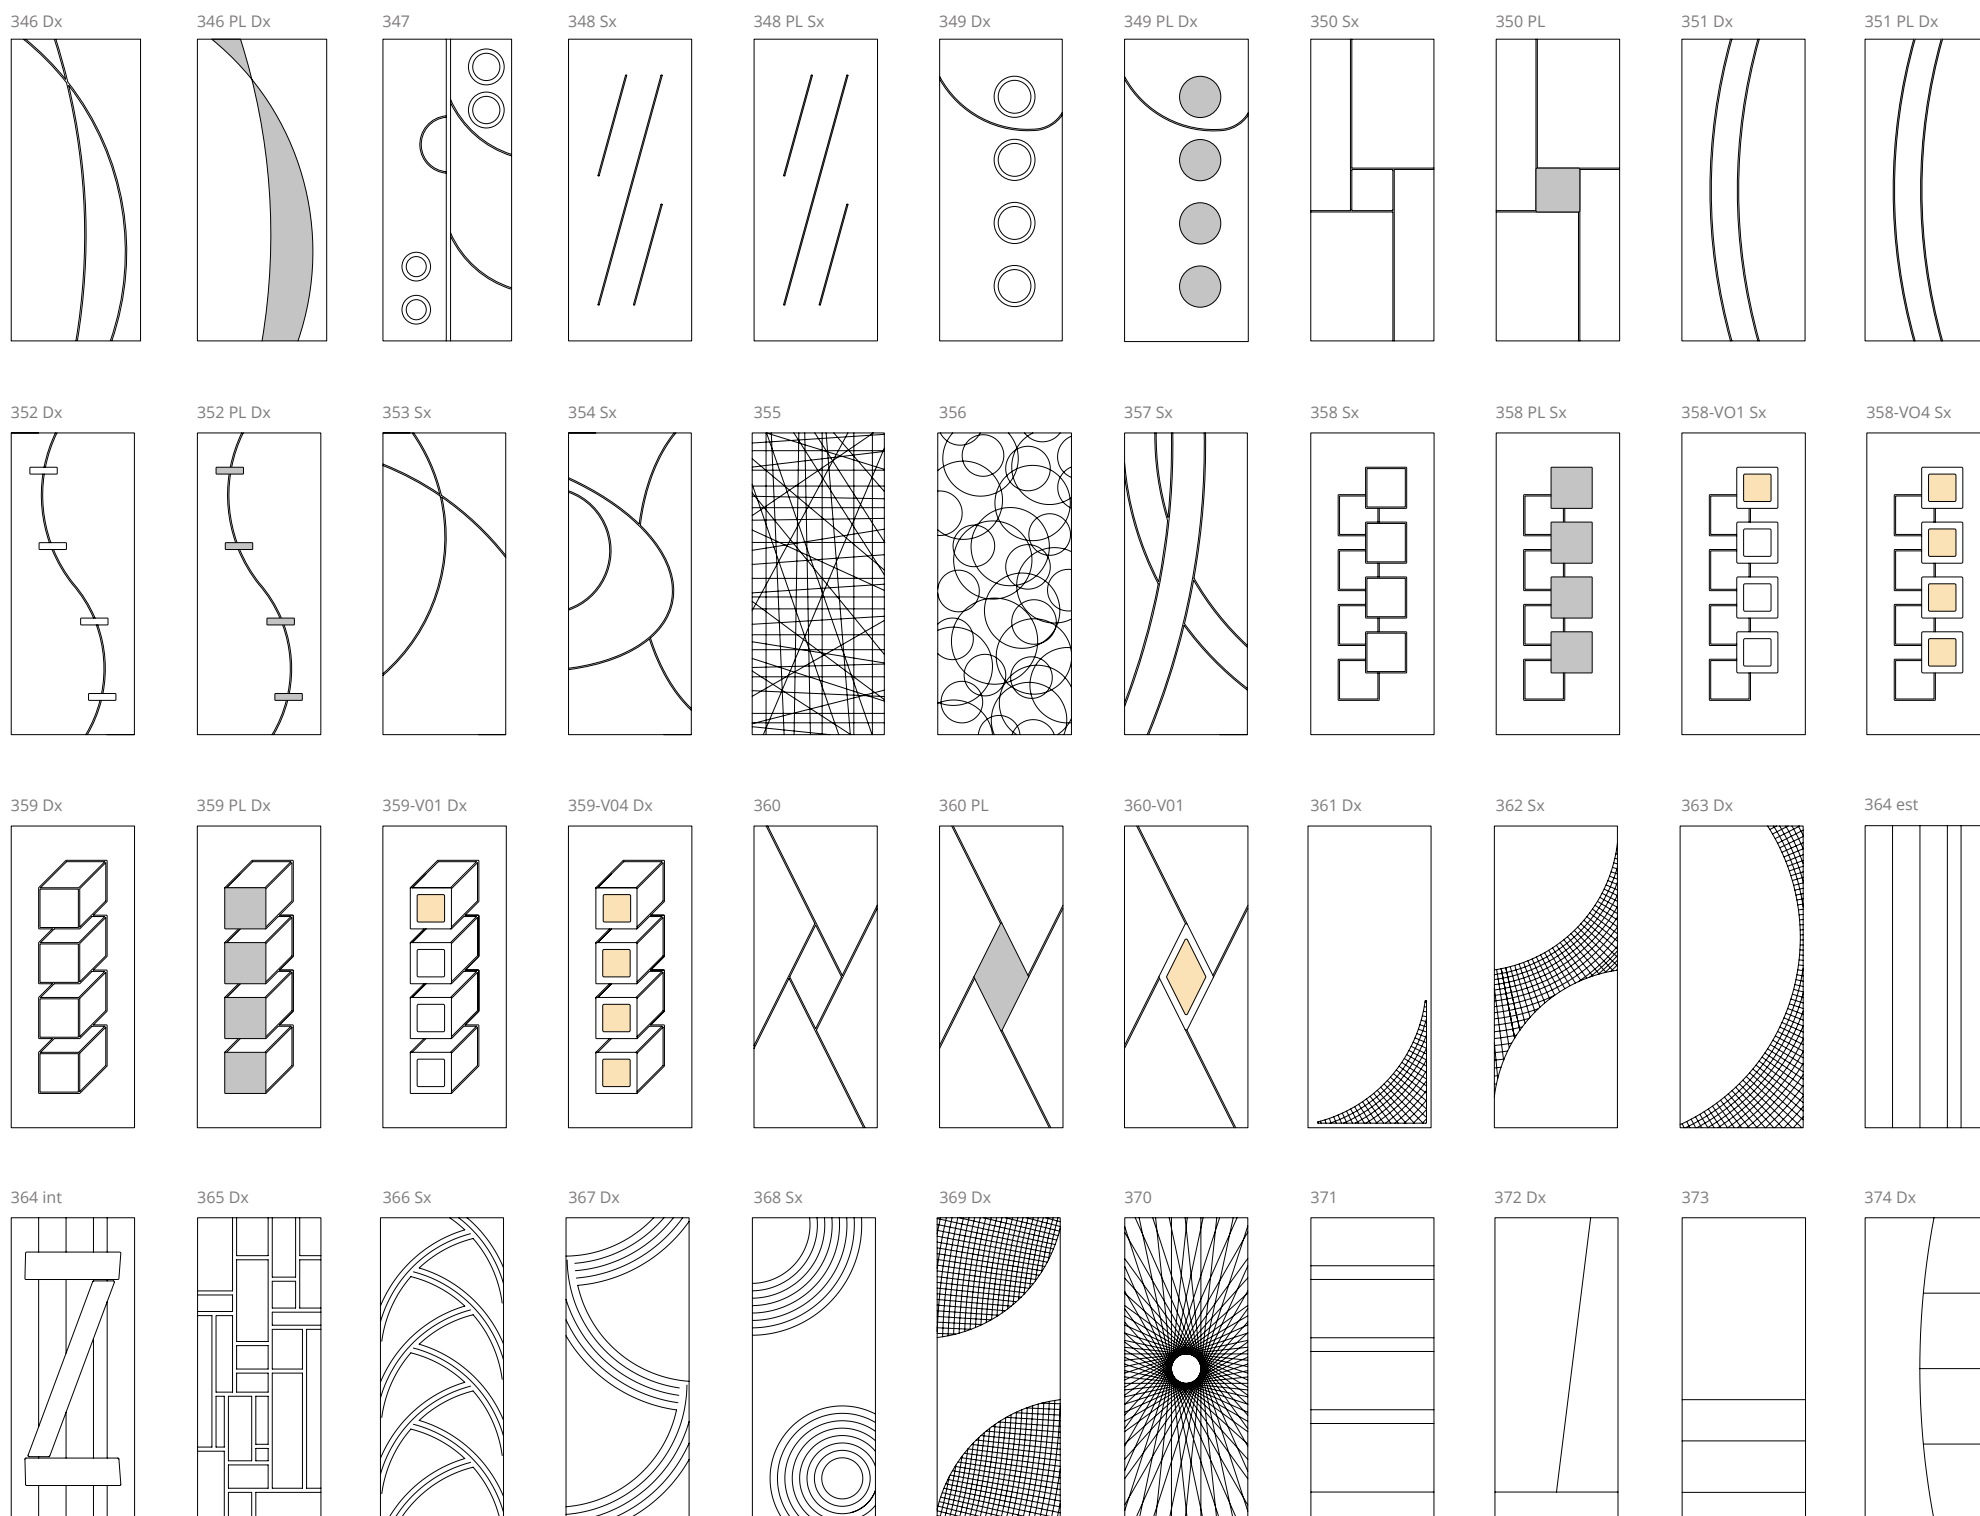 346 Dx
346 PL Dx
347
348 Sx
348 PL Sx
349 Dx
349 PL Dx
350 Sx
350 PL
351 Dx
351 PL Dx
352 Dx
352 PL Dx
353 Sx
354 Sx
355
356
357 Sx
358 Sx
358 PL Sx
358-VO1 Sx
358-VO4 Sx
359 Dx
359 PL Dx
359-V01 Dx
359-V04 Dx
360
360 PL
360-V01
361 Dx
362 Sx
363 Dx
364 est
364 int
365 Dx
366 Sx
367 Dx
368 Sx
369 Dx
370
371
372 Dx
373
374 Dx